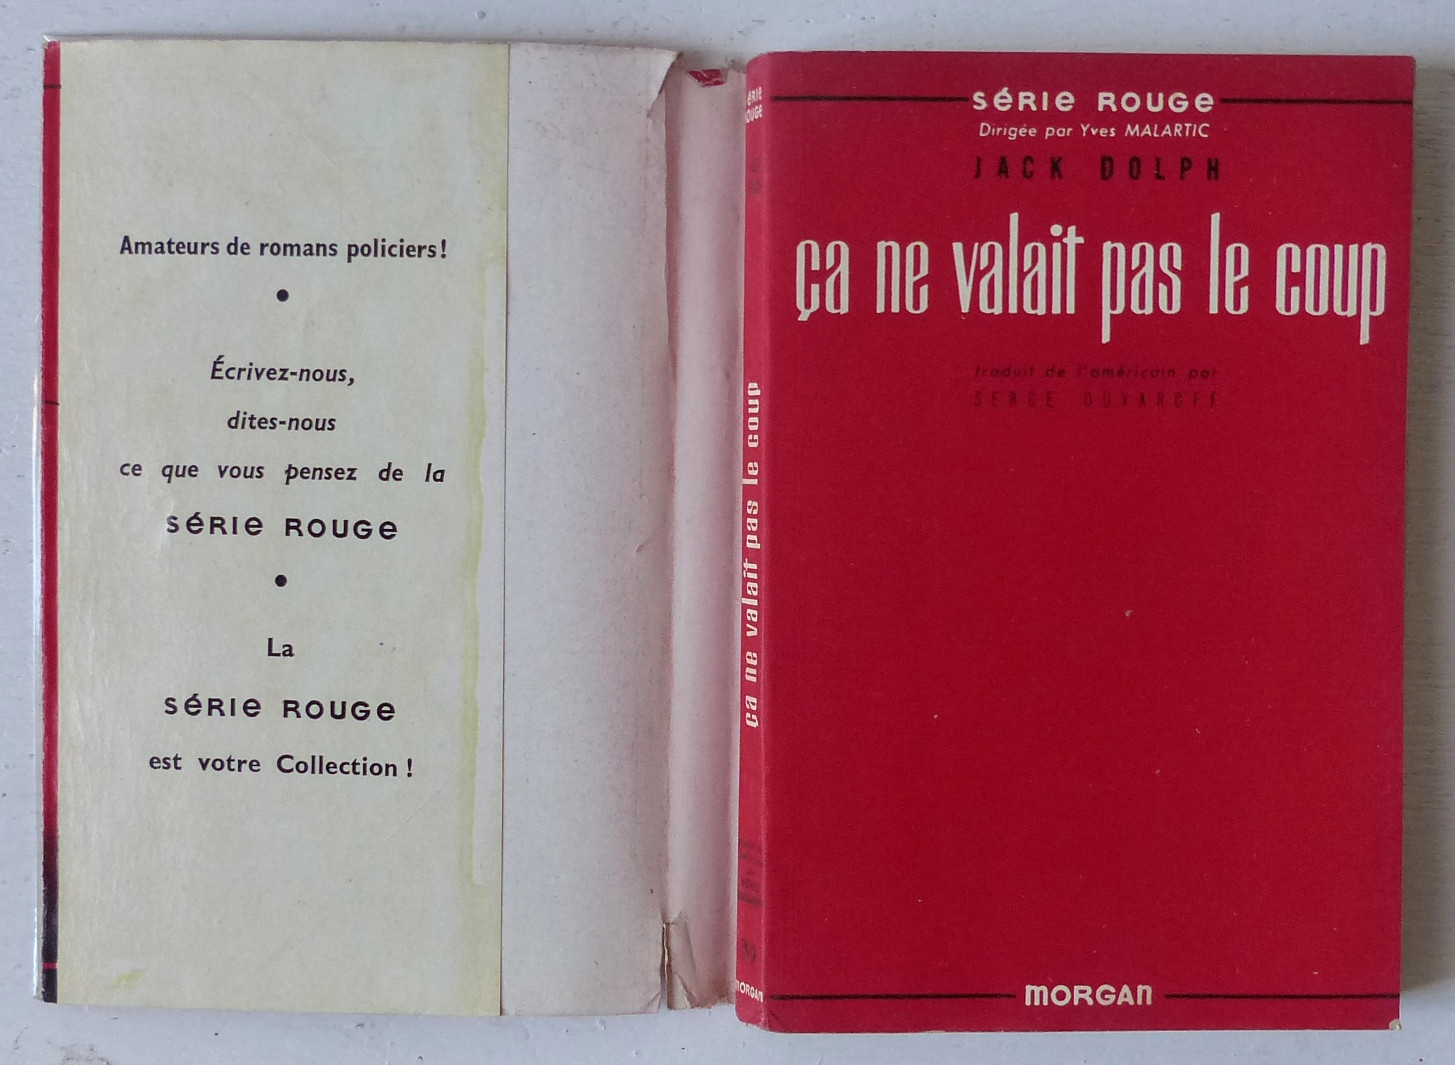 Amateurs de romans policiers!
Écrivez-nous,
dites-nous
ce que vous pensez de la
SÉRIE ROUGE
La
SÉRIE ROUGE
est votre Collection !
SÉRIE
ROUGE
ça ne valait pas le coup
MORGAN
SÉRIE ROUGE
Dirigée par Yves MALARTIC
JACK DOLPH
ça ne valait pas le coup
traduit de l'américain par
SERGE OUVAROFF
MORGAN